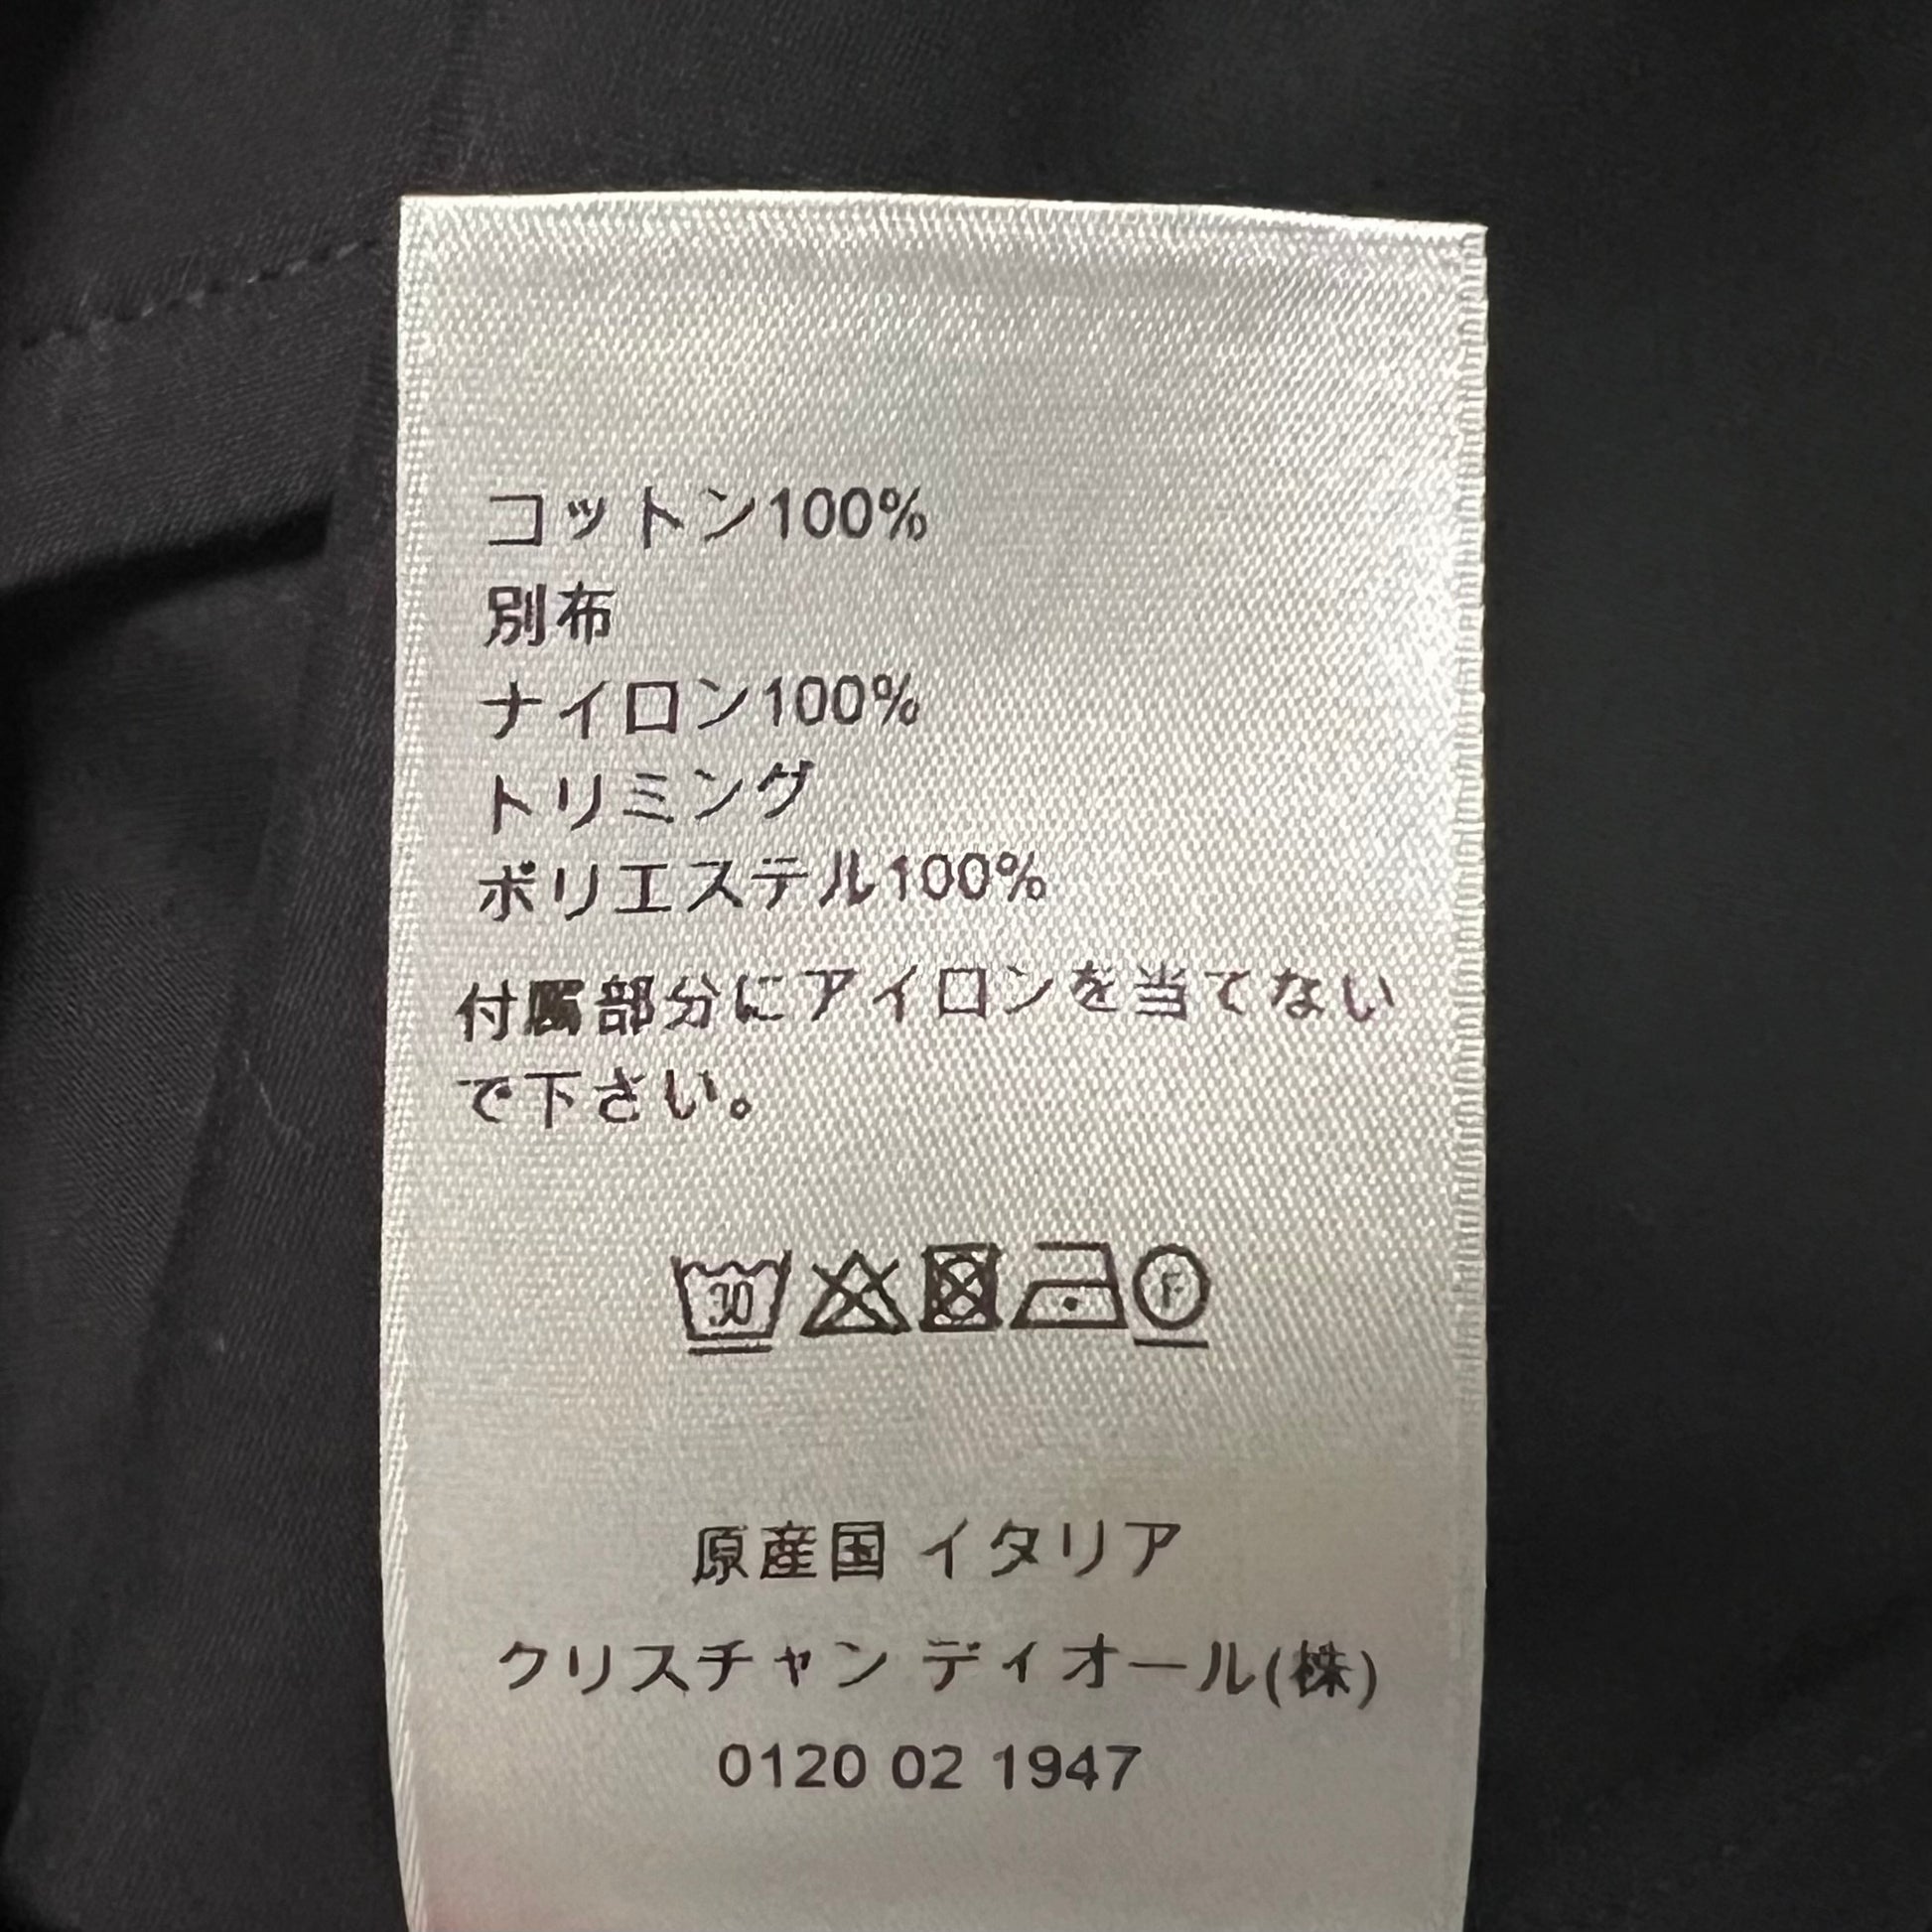 コットン100%
別布
ナイロン100%
トリミング
ポリエステル100%
付属部分にアイロンを当てない
で下さい。
30 F
原産国 イタリア
クリスチャン ディオール(株)
0120 02 1947